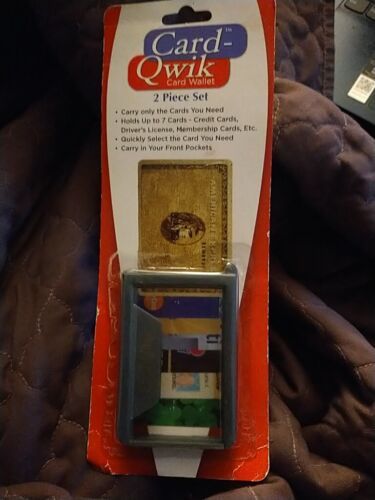 Card-
Qwik
TM
Card Wallet
2 Piece Set
• Carry only the Cards You Need
• Holds Up to 7 Cards - Credit Cards,
Driver's License, Membership Cards, Etc.
• Quickly Select the Card You Need
• Carry in Your Front Pockets